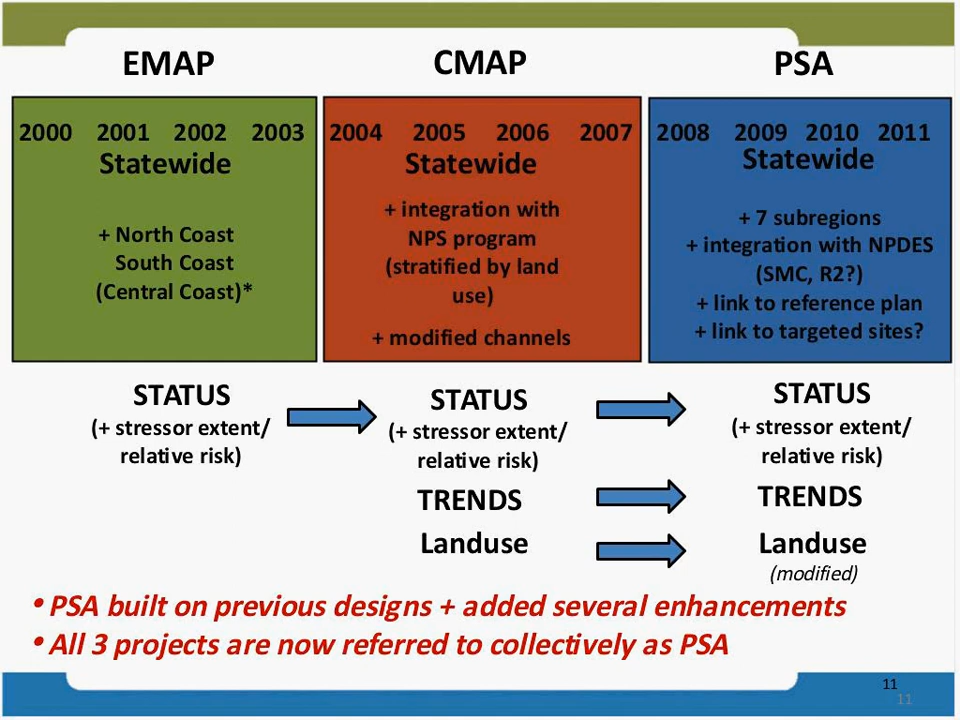 EMAP
CMAP
PSA
2000 2001 2002 2003
Statewide
+ North Coast
South Coast
(Central Coast)*
2004 2005 2006 2007
Statewide
+ integration with
NPS program
(stratified by land
use)
+ modified channels
2008 2009 2010 2011
Statewide
+ 7 subregions
+ integration with NPDES
(SMC, R2?)
+ link to reference plan
+ link to targeted sites?
STATUS
(+ stressor extent/
relative risk)
STATUS
(+ stressor extent/
relative risk)
TRENDS
Landuse
STATUS
(+ stressor extent/
relative risk)
TRENDS
Landuse
(modified)
• PSA built on previous designs + added several enhancements
• All 3 projects are now referred to collectively as PSA
11
11